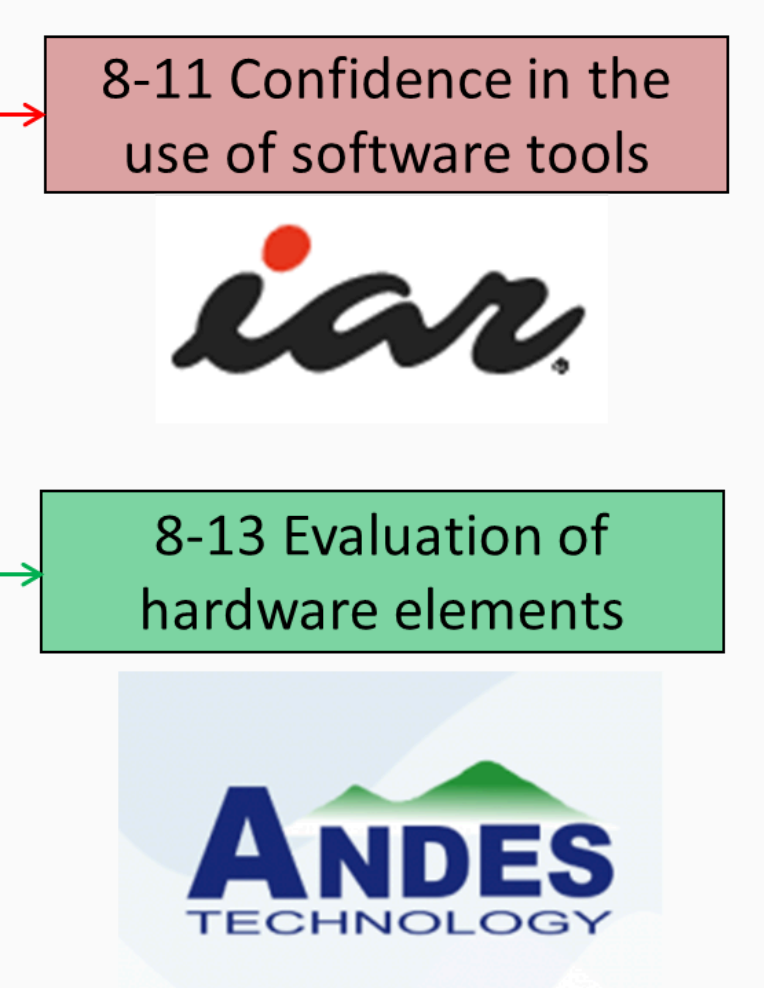 8-11 Confidence in the
use of software tools
iar
8-13 Evaluation of
hardware elements
ANDES
TECHNOLOGY